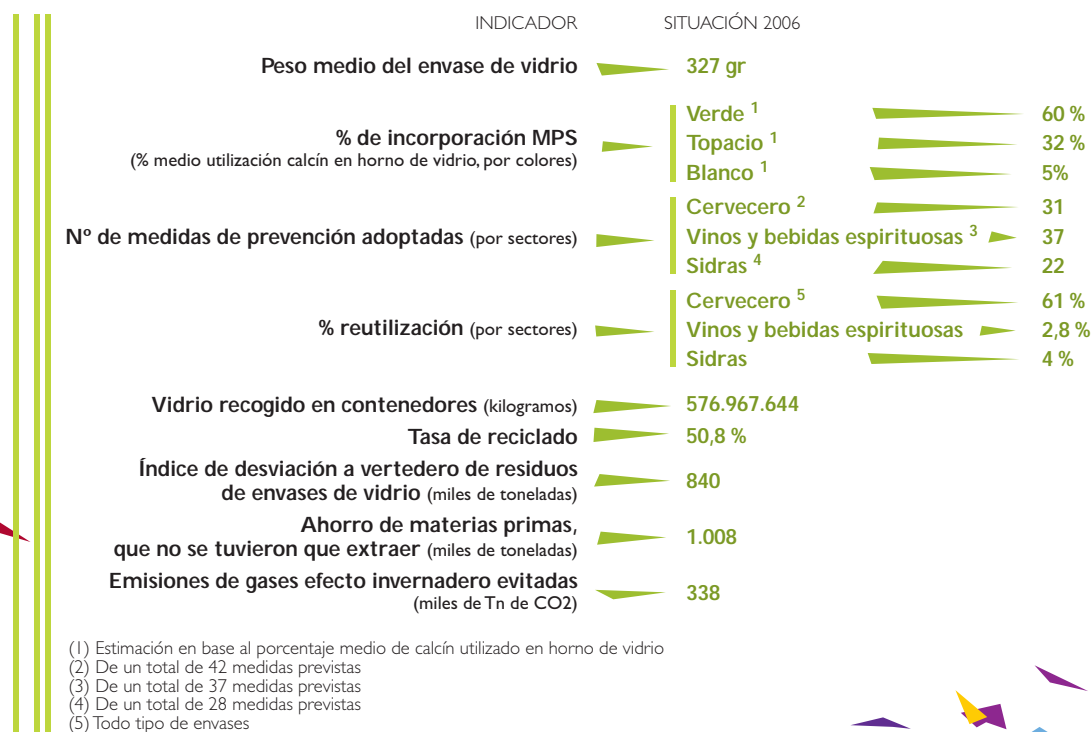 INDICADOR SITUACIÓN 2006
Peso medio del envase de vidrio 327 gr
% de incorporación MPS
(% medio utilización calcín en horno de vidrio, por colores)
Verde 1 60 %
Topacio 1 32 %
Blanco 1 5%
Nº de medidas de prevención adoptadas (por sectores)
Cervecero 2 31
Vinos y bebidas espirituosas 3 37
Sidras 4 22
% reutilización (por sectores)
Cervecero 5 61 %
Vinos y bebidas espirituosas 2,8 %
Sidras 4 %
Vidrio recogido en contenedores (kilogramos) 576.967.644
Tasa de reciclado 50,8 %
Índice de desviación a vertedero de residuos
de envases de vidrio (miles de toneladas) 840
Ahorro de materias primas,
que no se tuvieron que extraer (miles de toneladas) 1.008
Emisiones de gases efecto invernadero evitadas
(miles de Tn de CO2) 338
(1) Estimación en base al porcentaje medio de calcín utilizado en horno de vidrio
(2) De un total de 42 medidas previstas
(3) De un total de 37 medidas previstas
(4) De un total de 28 medidas previstas
(5) Todo tipo de envases